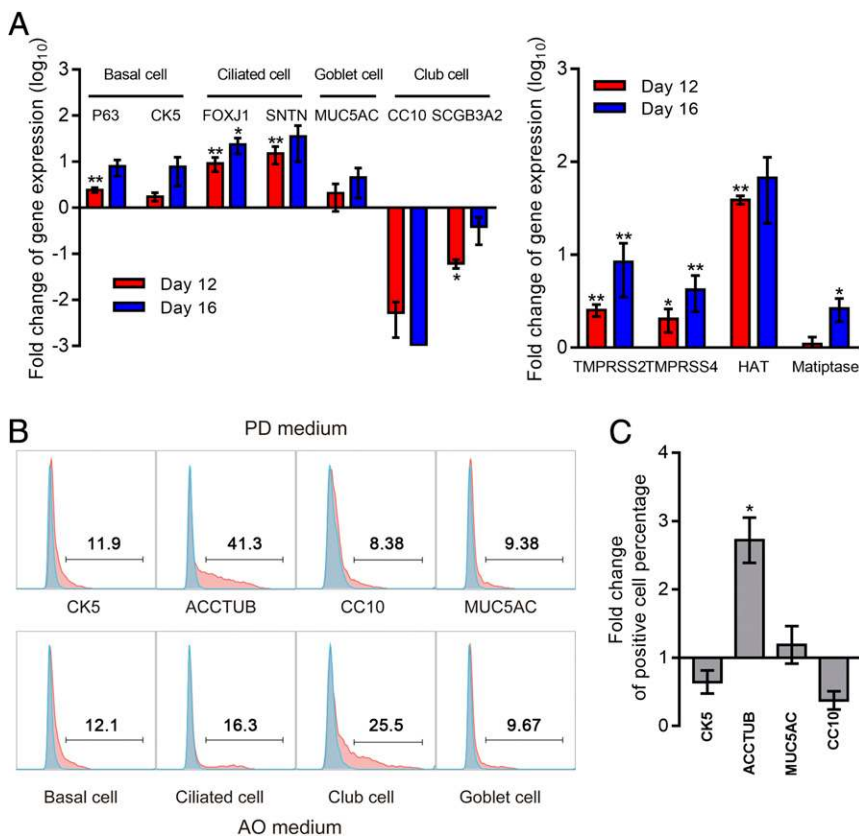 A
Fold change of gene expression (log10)
3
2
1
0
-1
-2
-3
Basal cell
Ciliated cell
Goblet cell
Club cell
P63
CK5
FOXJ1
SNTN
MUC5AC
CC10
SCGB3A2
**
**
*
**
*
Day 12
Day 16
Fold change of gene expression (log10)
3
2
1
0
Day 12
Day 16
**
**
*
**
**
*
TMPRSS2
TMPRSS4
HAT
Matiptase
B
PD medium
11.9
41.3
8.38
9.38
CK5
ACCTUB
CC10
MUC5AC
12.1
16.3
25.5
9.67
Basal cell
Ciliated cell
Club cell
Goblet cell
AO medium
C
Fold change
of positive cell percentage
4
3
2
1
0
*
CK5
ACCTUB
MUC5AC
CC10